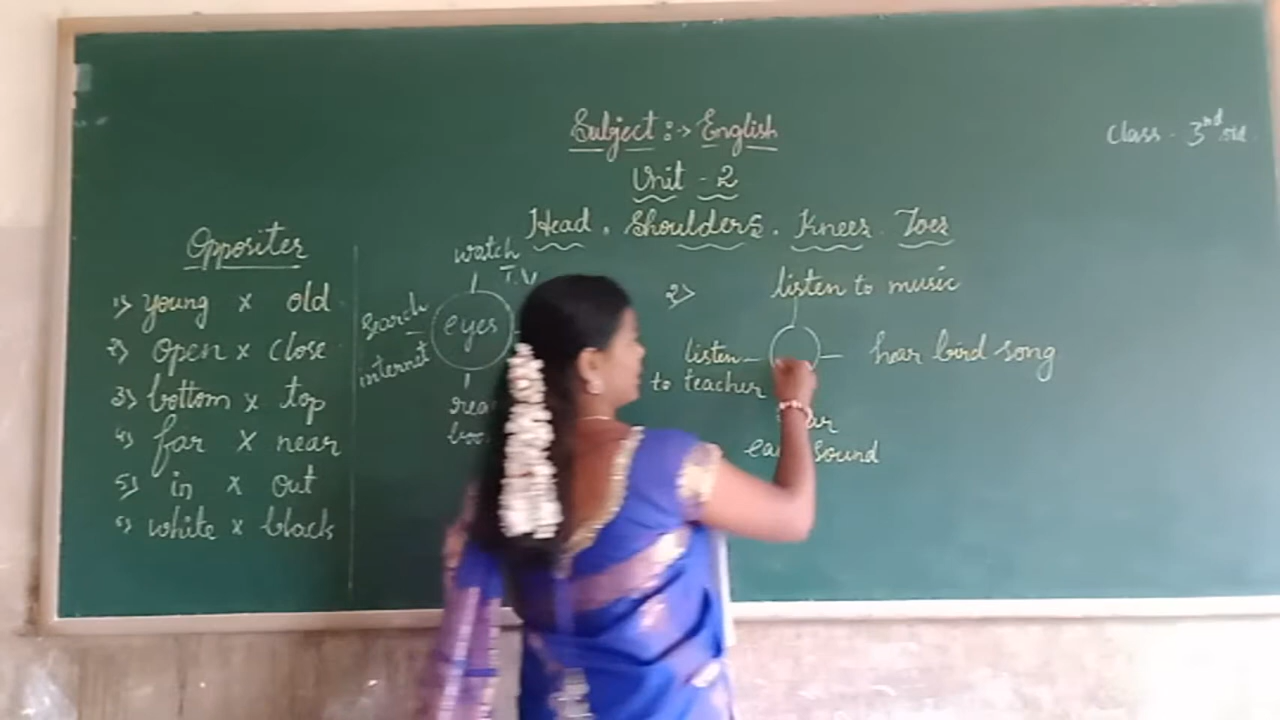 Subject :-> English
Class - 3rd std
Unit - 2
Head, Shoulders, Knees Toes
Opposites
1> young x old
2> open x close
3> bottom x top
4> far x near
5> in x out
6> white x black
watch
T.V
Search
internet
eyes
2>
listen to music
listen
to teacher
hear bird song
sound